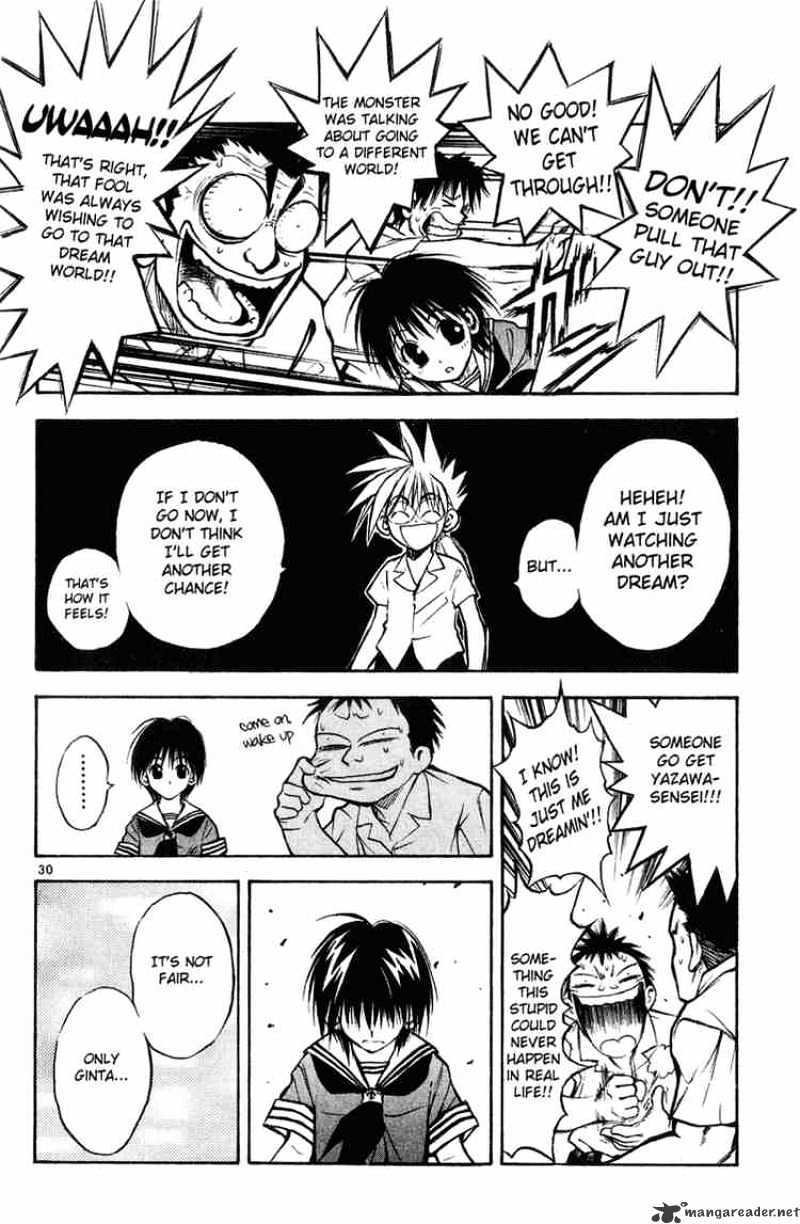 DON'T!!
SOMEONE
PULL THAT
GUY OUT!!
NO GOOD!
WE CAN'T
GET
THROUGH!!
THE MONSTER
WAS TALKING
ABOUT GOING
TO A DIFFERENT
WORLD!
UWAAAH!!
THAT'S RIGHT,
THAT FOOL
WAS ALWAYS
WISHING TO
GO TO THAT
DREAM
WORLD!!
ガ
HEHEH!
AM I JUST
WATCHING
ANOTHER
DREAM?
BUT...
IF I DON'T
GO NOW, I
DON'T THINK
I'LL GET
ANOTHER
CHANCE!
THAT'S
HOW IT
FEELS!
SOMEONE
GO GET
YAZAWA-
SENSEI!!!
I KNOW!
THIS IS
JUST ME
DREAMIN'!!
SOME-
THING THIS
STUPID
COULD
NEVER
HAPPEN
IN REAL
LIFE!!
come on,
wake up
........
30
IT'S NOT
FAIR...
ONLY
GINTA...
mangareader.net